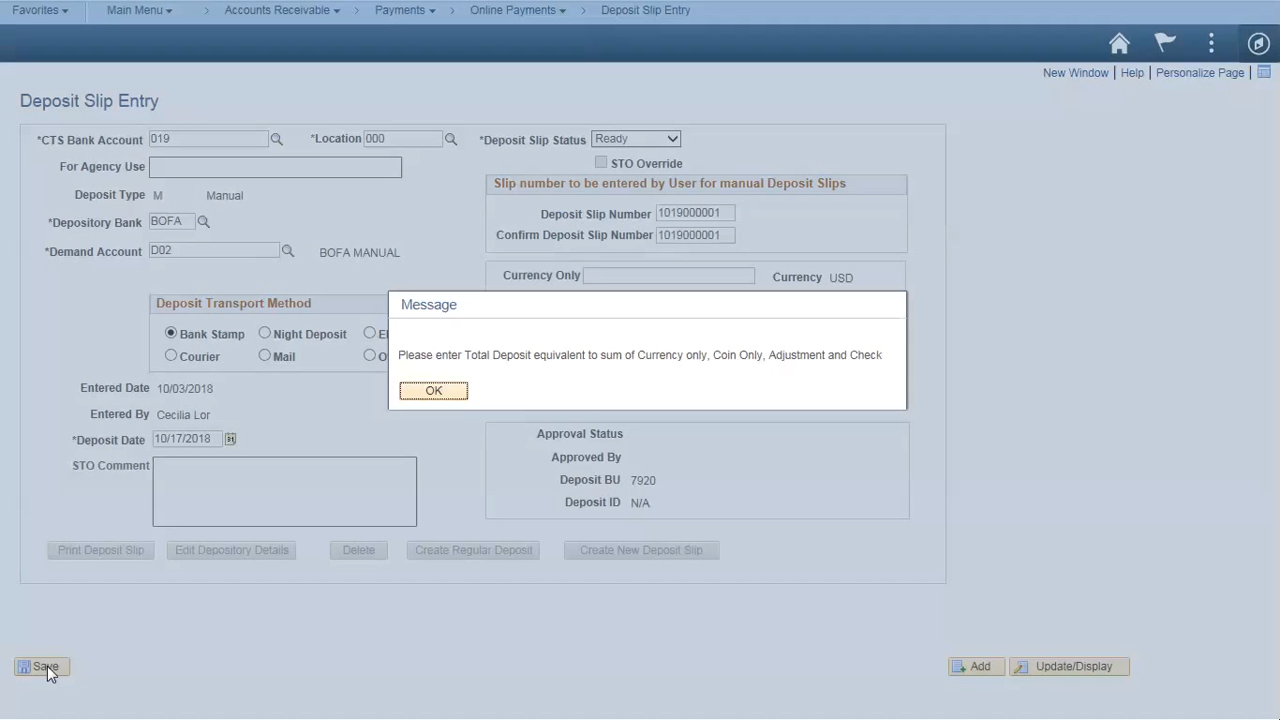 Favorites Main Menu > Accounts Receivable > Payments > Online Payments > Deposit Slip Entry
New Window | Help | Personalize Page |
Deposit Slip Entry
*CTS Bank Account 019 *Location 000 *Deposit Slip Status Ready
STO Override
For Agency Use
Slip number to be entered by User for manual Deposit Slips
Deposit Type M Manual
Deposit Slip Number 1019000001
*Depository Bank BOFA
Confirm Deposit Slip Number 1019000001
*Demand Account D02 BOFA MANUAL
Currency Only Currency USD
Deposit Transport Method
Message
Bank Stamp Night Deposit
Please enter Total Deposit equivalent to sum of Currency only, Coin Only, Adjustment and Check
Courier Mail
OK
Entered Date 10/03/2018
Entered By Cecilia Lor
Approval Status
*Deposit Date 10/17/2018 31
Approved By
STO Comment
Deposit BU 7920
Deposit ID N/A
Print Deposit Slip Edit Depository Details Delete Create Regular Deposit Create New Deposit Slip
Save Add Update/Display